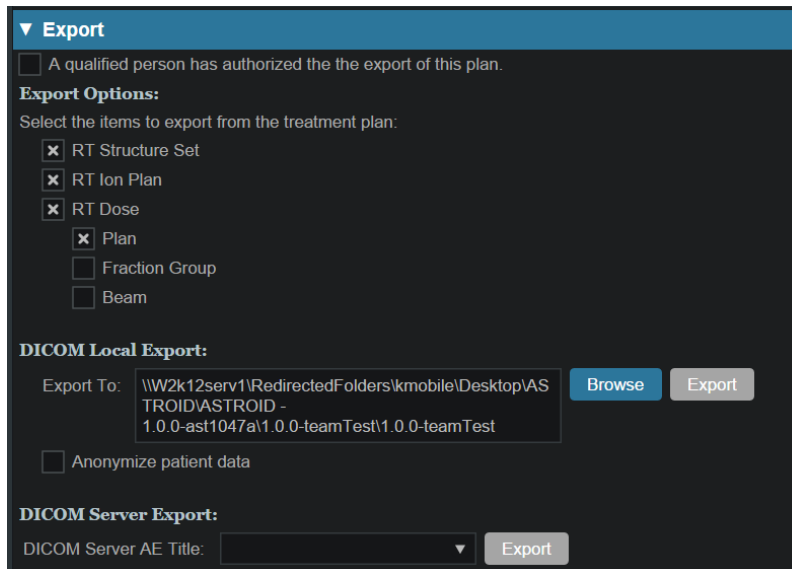 Export
A qualified person has authorized the the export of this plan.
Export Options:
Select the items to export from the treatment plan:
RT Structure Set
RT Ion Plan
RT Dose
Plan
Fraction Group
Beam
DICOM Local Export:
Export To:
\\W2k12serv1\RedirectedFolders\kmobile\Desktop\AS
TROID\ASTROID -
1.0.0-ast1047a\1.0.0-teamTest\1.0.0-teamTest
Browse
Export
Anonymize patient data
DICOM Server Export:
DICOM Server AE Title:
Export